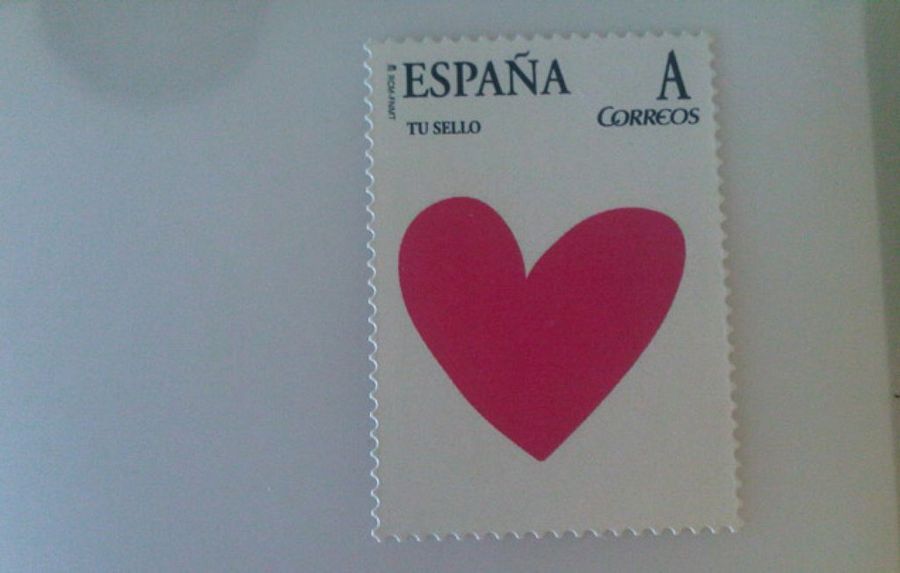 ESPAÑA
A
CORREOS
TU SELLO